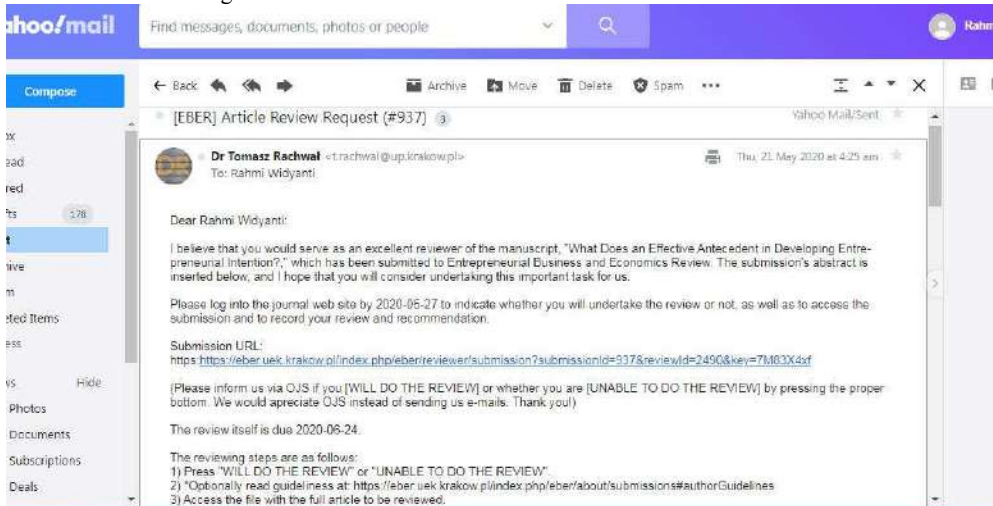 ahoo!mail
Find messages, documents, photos or people
Rahm
Compose
← Back
Archive
Move
Delete
Spam
•••
[EBER] Article Review Request (#937) 3
Yahoo Mail/Sent
Dr Tomasz Rachwał <t.rachwal@up.krakow.pl>
Thu, 21 May 2020 at 4:25 am
To: Rahmi Widyanti
Dear Rahmi Widyanti:
I believe that you would serve as an excellent reviewer of the manuscript, "What Does an Effective Antecedent in Developing Entre-
preneurial Intention?," which has been submitted to Entrepreneurial Business and Economics Review. The submission's abstract is
inserted below, and I hope that you will consider undertaking this important task for us.
Please log into the journal web site by 2020-05-27 to indicate whether you will undertake the review or not, as well as to access the
submission and to record your review and recommendation.
Submission URL:
https:https://eber.uek.krakow.pl/index.php/eber/reviewer/submission?submissionId=937&reviewId=2490&key=7M83X4xf
(Please inform us via OJS if you [WILL DO THE REVIEW] or whether you are [UNABLE TO DO THE REVIEW] by pressing the proper
bottom. We would apreciate OJS instead of sending us e-mails. Thank you!)
The review itself is due 2020-06-24.
The reviewing steps are as follows:
1) Press "WILL DO THE REVIEW" or "UNABLE TO DO THE REVIEW".
2) "Optionally read guideliness at: https://eber.uek.krakow.pl/index.php/eber/about/submissions#authorGuidelines
3) Access the file with the full article to be reviewed.
ox
ead
red
fts 178
t
hive
m
eted Items
ess
ws Hide
Photos
Documents
Subscriptions
Deals